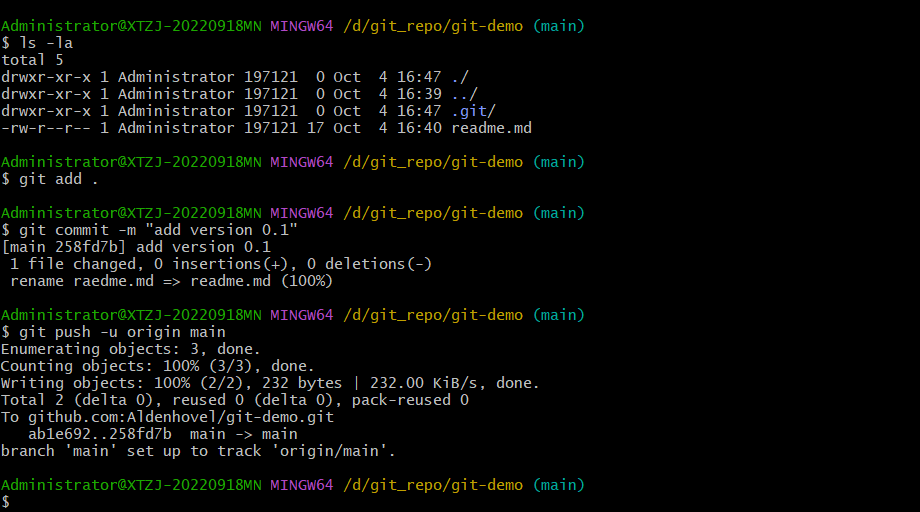 Administrator@XTZJ-20220918MN MINGW64 /d/git_repo/git-demo (main)
$ ls -la
total 5
drwxr-xr-x 1 Administrator 197121  0 Oct  4 16:47 ./
drwxr-xr-x 1 Administrator 197121  0 Oct  4 16:39 ../
drwxr-xr-x 1 Administrator 197121  0 Oct  4 16:47 .git/
-rw-r--r-- 1 Administrator 197121 17 Oct  4 16:40 readme.md
Administrator@XTZJ-20220918MN MINGW64 /d/git_repo/git-demo (main)
$ git add .
Administrator@XTZJ-20220918MN MINGW64 /d/git_repo/git-demo (main)
$ git commit -m "add version 0.1"
[main 258fd7b] add version 0.1
 1 file changed, 0 insertions(+), 0 deletions(-)
 rename raedme.md => readme.md (100%)
Administrator@XTZJ-20220918MN MINGW64 /d/git_repo/git-demo (main)
$ git push -u origin main
Enumerating objects: 3, done.
Counting objects: 100% (3/3), done.
Writing objects: 100% (2/2), 232 bytes | 232.00 KiB/s, done.
Total 2 (delta 0), reused 0 (delta 0), pack-reused 0
To github.com:Aldenhovel/git-demo.git
   ab1e692..258fd7b  main -> main
branch 'main' set up to track 'origin/main'.
Administrator@XTZJ-20220918MN MINGW64 /d/git_repo/git-demo (main)
$